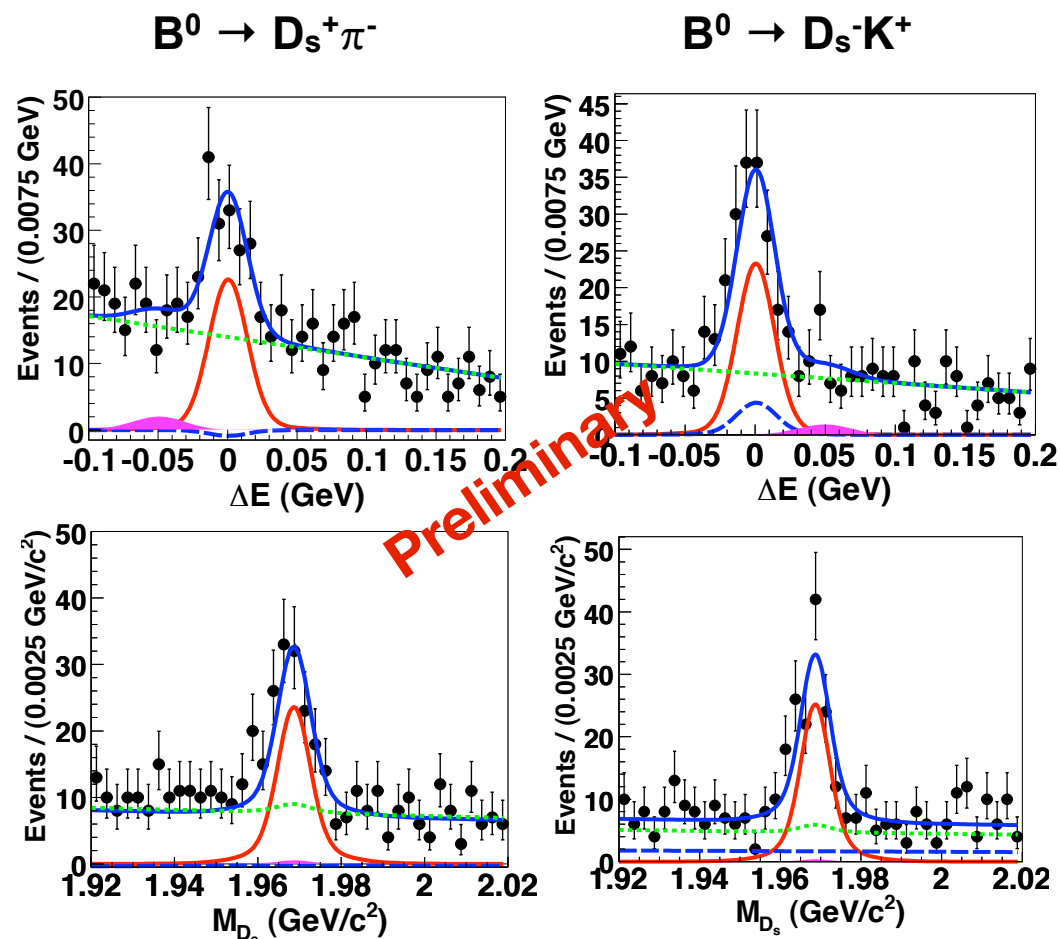 B⁰ → Dₛ⁺π⁻
B⁰ → Dₛ⁻K⁺
Events / (0.0075 GeV)
50
40
30
20
10
0
-0.1 -0.05 0 0.05 0.1 0.15 0.2
ΔE (GeV)
Events / (0.0075 GeV)
45
40
35
30
25
20
15
10
5
0
-0.1 -0.05 0 0.05 0.1 0.15 0.2
ΔE (GeV)
Preliminary
Events / (0.0025 GeV/c²)
50
40
30
20
10
0
1.92 1.94 1.96 1.98 2 2.02
M_Dₛ (GeV/c²)
Events / (0.0025 GeV/c²)
50
40
30
20
10
0
1.92 1.94 1.96 1.98 2 2.02
M_Dₛ (GeV/c²)